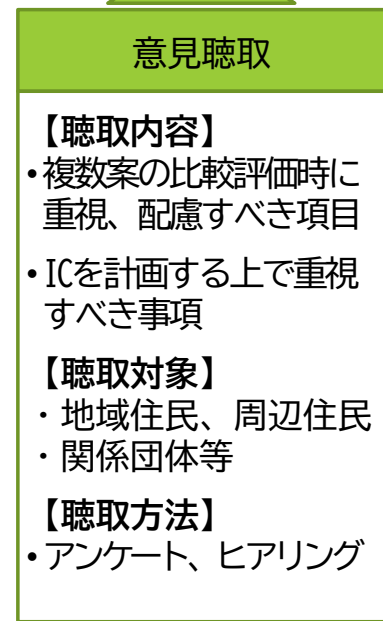 意見聴取
【聴取内容】
•複数案の比較評価時に
重視、配慮すべき項目
•ICを計画する上で重視
すべき事項
【聴取対象】
・地域住民、周辺住民
・関係団体等
【聴取方法】
•アンケート、ヒアリング